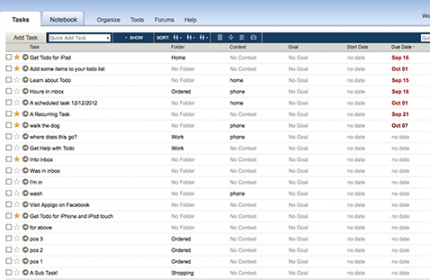 Tasks Notebook Organize Tools Forums Help
Add Task Quick Add Task SHOW SORT
Task Folder Context Goal Start Date Due Date
Get Todo for iPad Home No Context No Goal no date Sep 16
Add some items to your todo list No Folder No Context No Goal no date Oct 01
Learn about Todo No Folder home No Goal no date Sep 15
Hours in inbox Ordered phone No Goal no date Sep 16
A scheduled task 12/12/2012 No Folder home No Goal no date Oct 01
A Recurring Task No Folder No Context No Goal no date Sep 21
walk the dog No Folder phone No Goal no date Oct 07
where does this go? Work phone No Goal no date no date
Get Help with Todo Work No Context No Goal no date no date
Into inbox No Folder No Context No Goal no date no date
Was in inbox No Folder No Context No Goal no date no date
I'm in No Folder No Context No Goal no date no date
wash No Folder phone No Goal no date no date
Visit Appigo on Facebook No Folder No Context No Goal no date no date
Get Todo for iPhone and iPod touch No Folder No Context No Goal no date no date
for above No Folder No Context No Goal no date no date
pos 3 Ordered No Context No Goal no date no date
pos 2 Ordered No Context No Goal no date no date
pos 1 Ordered No Context No Goal no date no date
A Sub Task! Shopping No Context No Goal no date no date